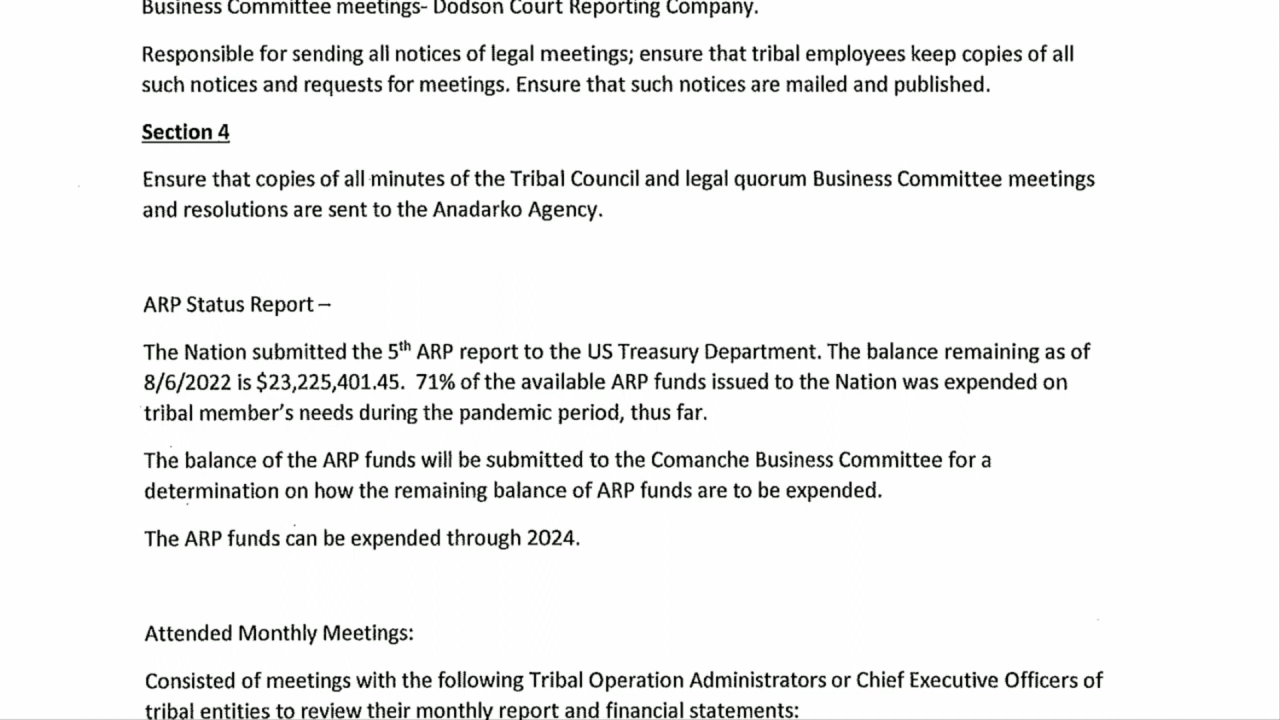 Business Committee meetings- Dodson Court Reporting Company.
Responsible for sending all notices of legal meetings; ensure that tribal employees keep copies of all
such notices and requests for meetings. Ensure that such notices are mailed and published.
Section 4
Ensure that copies of all minutes of the Tribal Council and legal quorum Business Committee meetings
and resolutions are sent to the Anadarko Agency.
ARP Status Report –
The Nation submitted the 5th ARP report to the US Treasury Department. The balance remaining as of
8/6/2022 is $23,225,401.45.  71% of the available ARP funds issued to the Nation was expended on
tribal member's needs during the pandemic period, thus far.
The balance of the ARP funds will be submitted to the Comanche Business Committee for a
determination on how the remaining balance of ARP funds are to be expended.
The ARP funds can be expended through 2024.
Attended Monthly Meetings:
Consisted of meetings with the following Tribal Operation Administrators or Chief Executive Officers of
tribal entities to review their monthly report and financial statements: